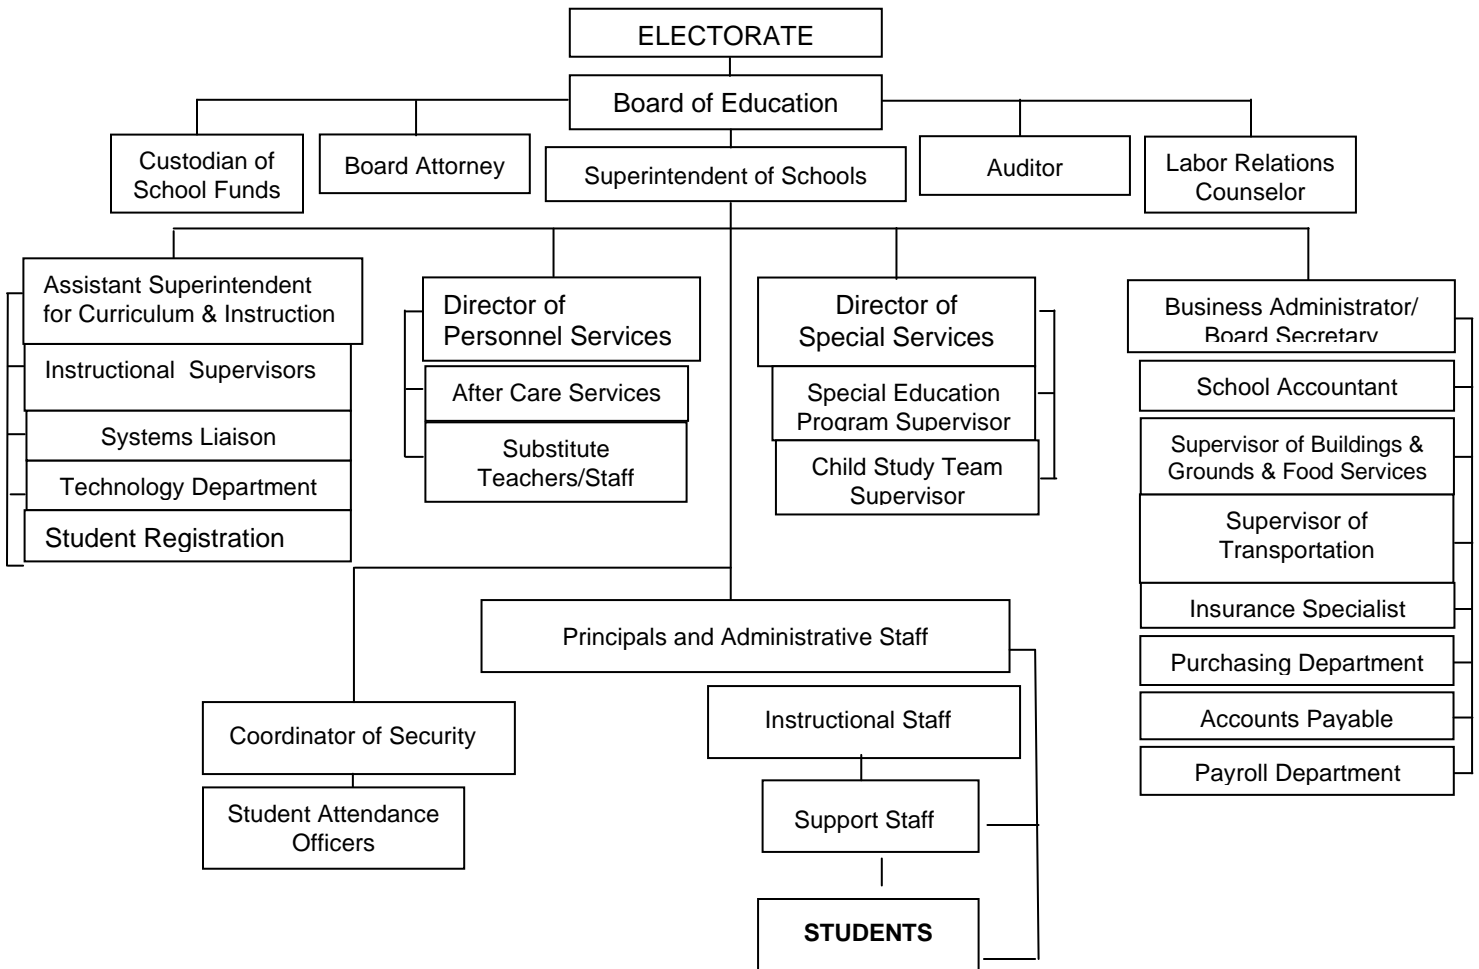 ELECTORATE
Board of Education
Custodian of
School Funds
Board Attorney
Superintendent of Schools
Auditor
Labor Relations
Counselor
Assistant Superintendent
for Curriculum & Instruction
Instructional Supervisors
Systems Liaison
Technology Department
Student Registration
Director of
Personnel Services
After Care Services
Substitute
Teachers/Staff
Director of
Special Services
Special Education
Program Supervisor
Child Study Team
Supervisor
Business Administrator/
Board Secretary
School Accountant
Supervisor of Buildings &
Grounds & Food Services
Supervisor of
Transportation
Insurance Specialist
Purchasing Department
Accounts Payable
Payroll Department
Principals and Administrative Staff
Coordinator of Security
Student Attendance
Officers
Instructional Staff
Support Staff
STUDENTS